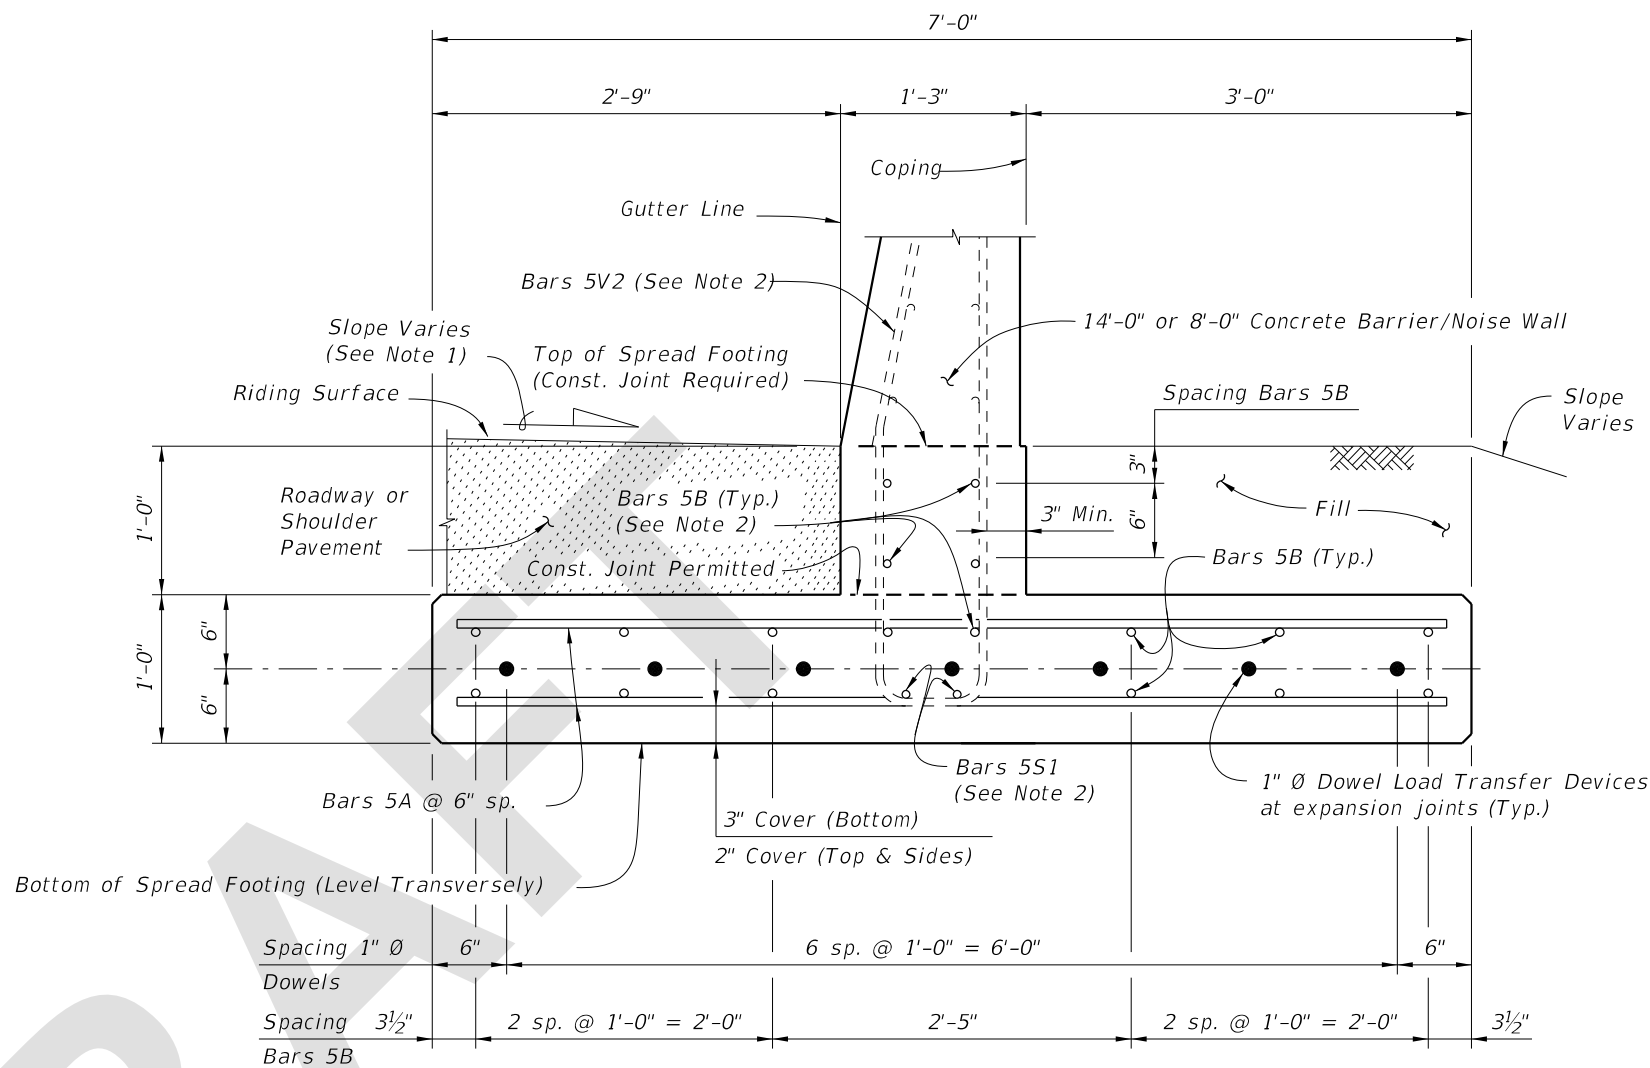 7'-0"
2'-9"
1'-3"
3'-0"
Coping
Gutter Line
Bars 5V2 (See Note 2)
Slope Varies
(See Note 1)
14'-0" or 8'-0" Concrete Barrier/Noise Wall
Top of Spread Footing
(Const. Joint Required)
Riding Surface
Spacing Bars 5B
Slope
Varies
3"
6"
1'-0"
Roadway or
Shoulder
Pavement
Bars 5B (Typ.)
(See Note 2)
3" Min.
Fill
Const. Joint Permitted
Bars 5B (Typ.)
6"
1'-0"
6"
Bars 5S1
(See Note 2)
1" Ø Dowel Load Transfer Devices
at expansion joints (Typ.)
Bars 5A @ 6" sp.
3" Cover (Bottom)
2" Cover (Top & Sides)
Bottom of Spread Footing (Level Transversely)
Spacing 1" Ø
Dowels
6"
6 sp. @ 1'-0" = 6'-0"
6"
Spacing
Bars 5B
3½"
2 sp. @ 1'-0" = 2'-0"
2'-5"
2 sp. @ 1'-0" = 2'-0"
3½"
RAFT